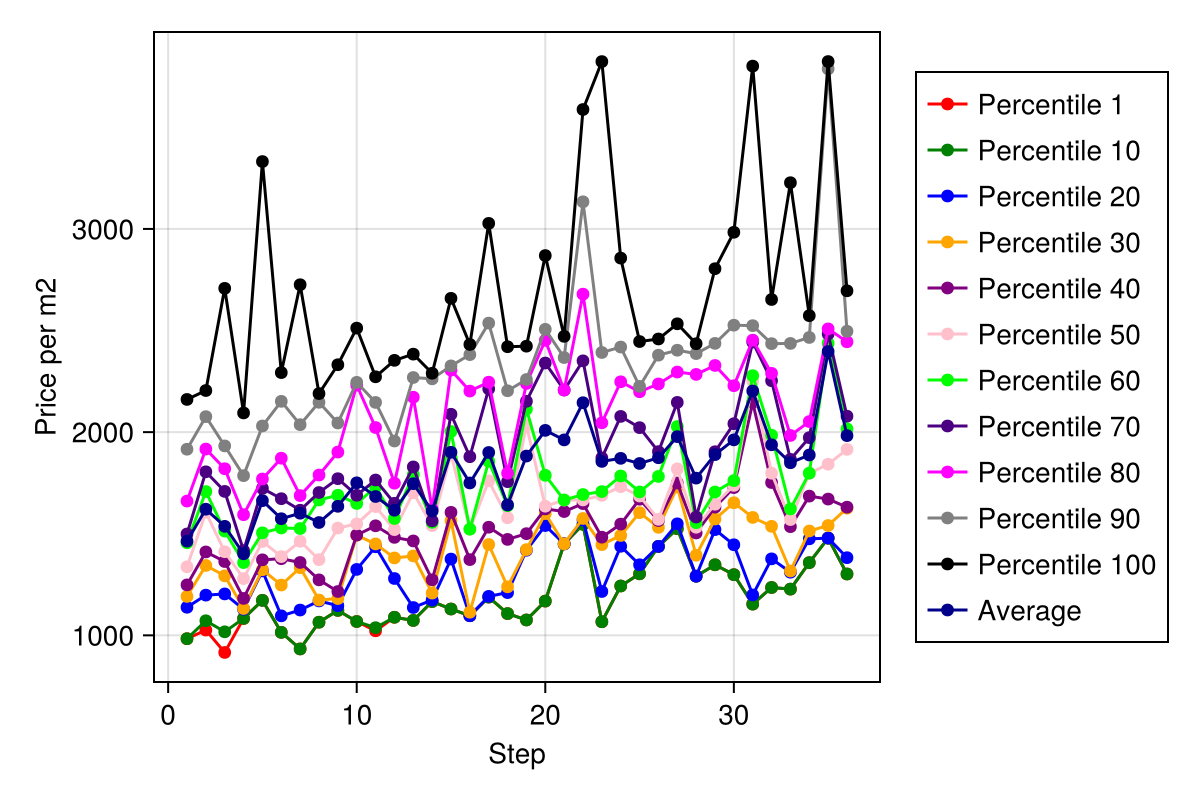 Price per m2
3000
2000
1000
0 10 20 30
Step
Percentile 1
Percentile 10
Percentile 20
Percentile 30
Percentile 40
Percentile 50
Percentile 60
Percentile 70
Percentile 80
Percentile 90
Percentile 100
Average